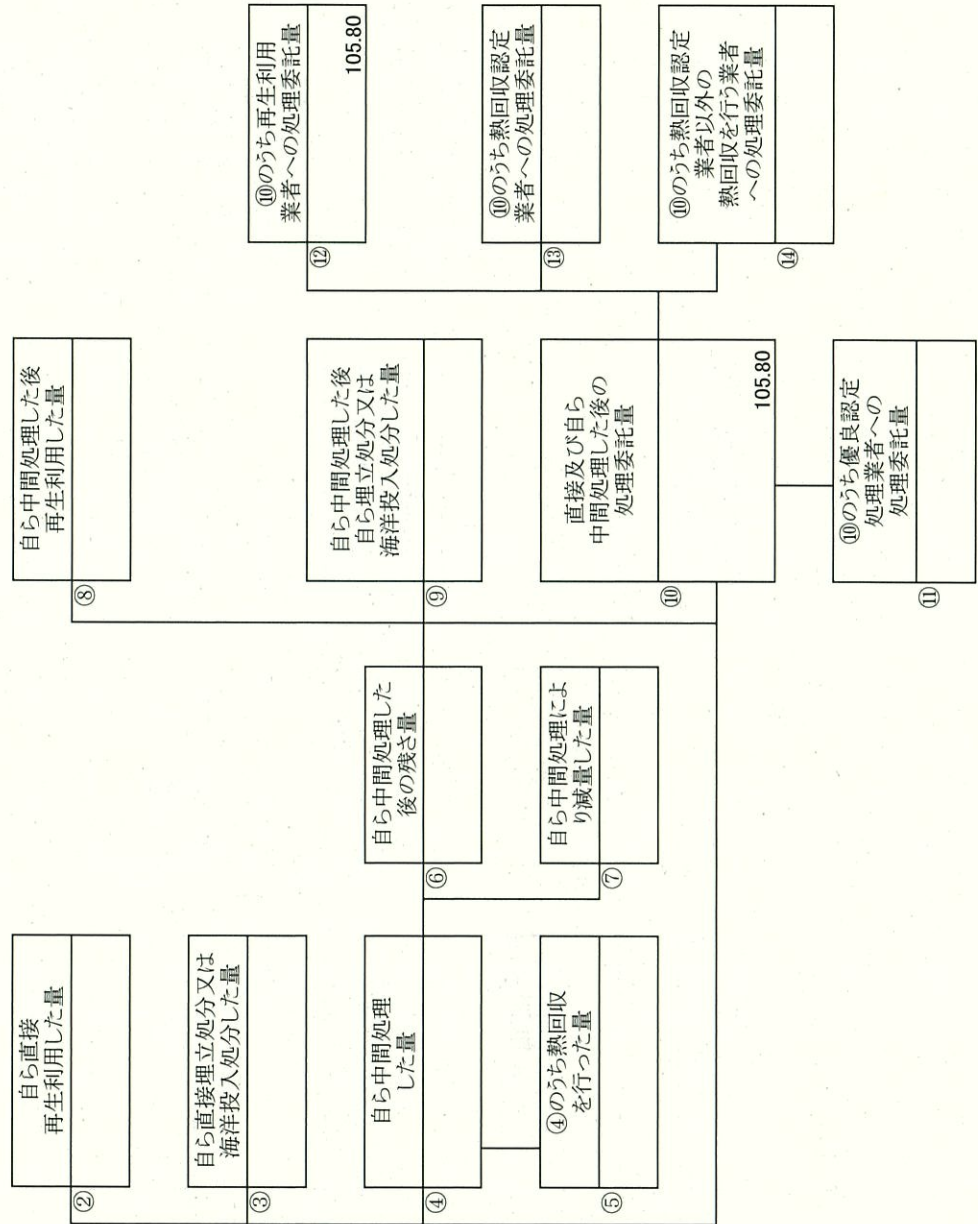 ②
自ら直接
再生利用した量
③
自ら直接埋立処分又は
海洋投入処分した量
④
自ら中間処理
した量
⑤
④のうち熱回収
を行った量
⑥
自ら中間処理した
後の残さ量
⑦
自ら中間処理によ
り減量した量
⑧
自ら中間処理した後
再生利用した量
⑨
自ら中間処理した後
自ら埋立処分又は
海洋投入処分した量
⑩
直接及び自ら
中間処理した後の
処理委託量
105.80
⑪
⑩のうち優良認定
処理業者への
処理委託量
⑫
⑩のうち再生利用
業者への処理委託量
105.80
⑬
⑩のうち熱回収認定
業者への処理委託量
⑭
⑩のうち熱回収認定
業者以外の
熱回収を行う業者
への処理委託量